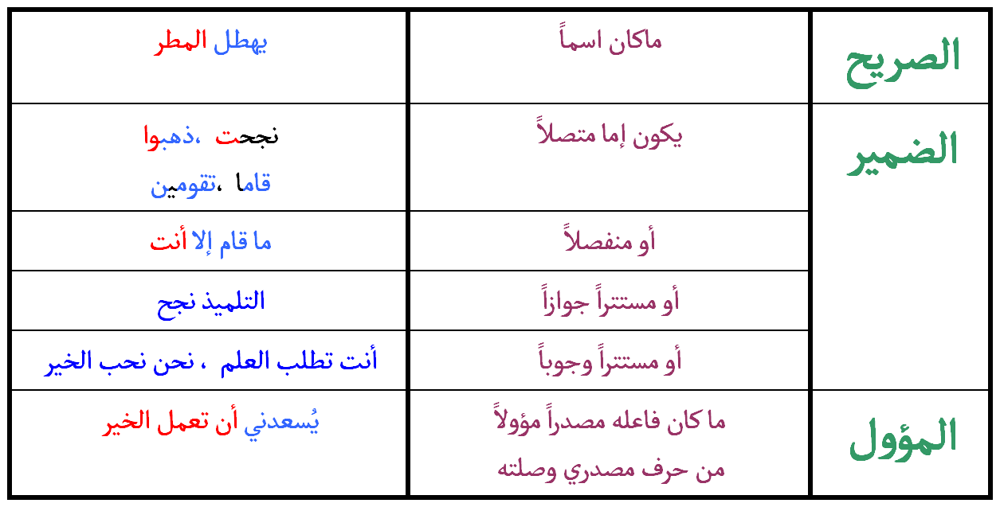 الصريح
ماكان اسماً
يهطل المطر
الضمير
يكون إما متصلاً
نجحت ،ذهبوا
قاما ،تقومين
أو منفصلاً
ما قام إلا أنت
أو مستتراً جوازاً
التلميذ نجح
أو مستتراً وجوباً
أنت تطلب العلم ، نحن نحب الخير
المؤول
ما كان فاعله مصدراً مؤولاً
من حرف مصدري وصلته
يُسعدني أن تعمل الخير